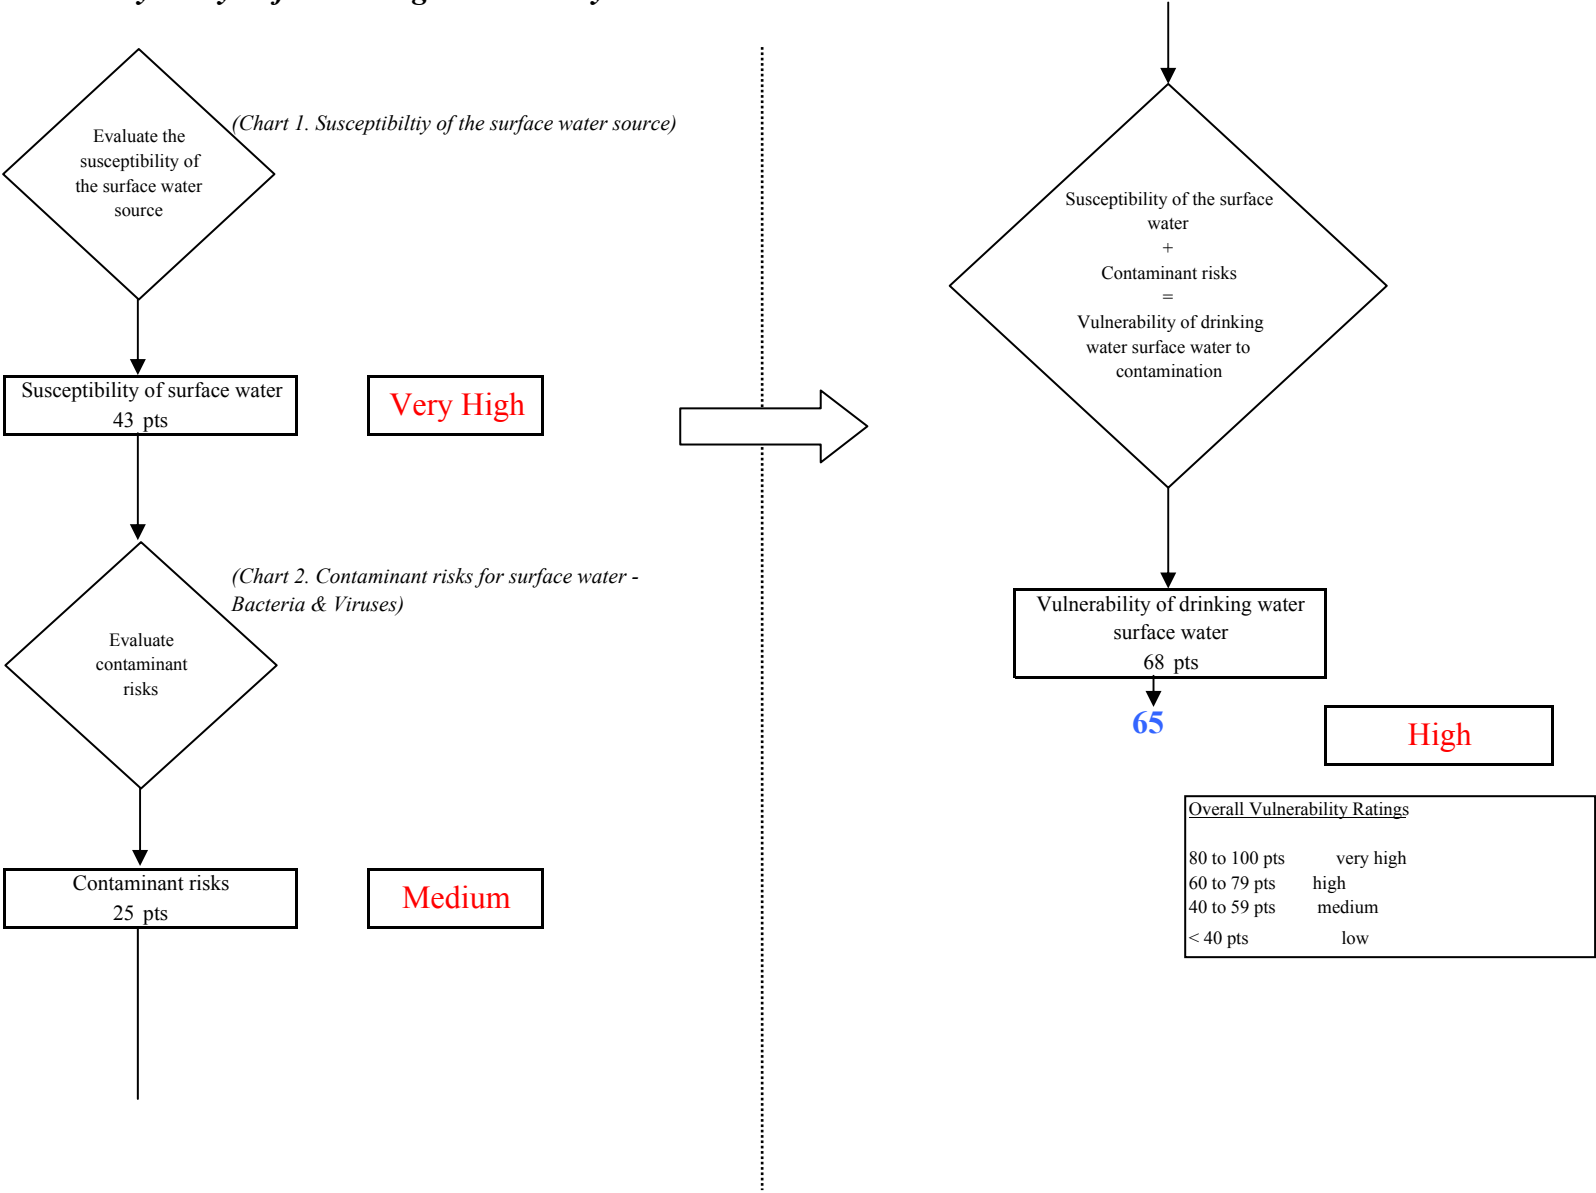 (Chart 1. Susceptibiltiy of the surface water source)
Evaluate the
susceptibility of
the surface water
source
Susceptibility of surface water
43 pts
Very High
(Chart 2. Contaminant risks for surface water -
Bacteria & Viruses)
Evaluate
contaminant
risks
Contaminant risks
25 pts
Medium
Susceptibility of the surface
water
+
Contaminant risks
=
Vulnerability of drinking
water surface water to
contamination
Vulnerability of drinking water
surface water
68 pts
65
High
Overall Vulnerability Ratings
80 to 100 pts very high
60 to 79 pts high
40 to 59 pts medium
< 40 pts low